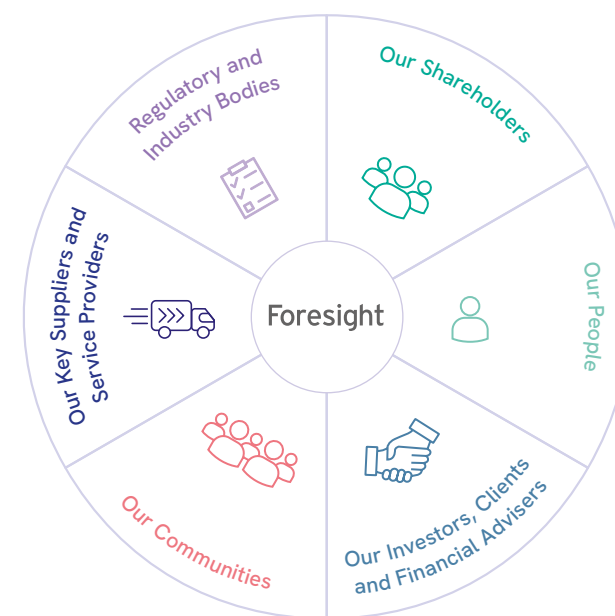 Regulatory and
Industry Bodies
Our Shareholders
Our People
Our Investors, Clients
and Financial Advisers
Our Communities
Our Key Suppliers and
Service Providers
Foresight